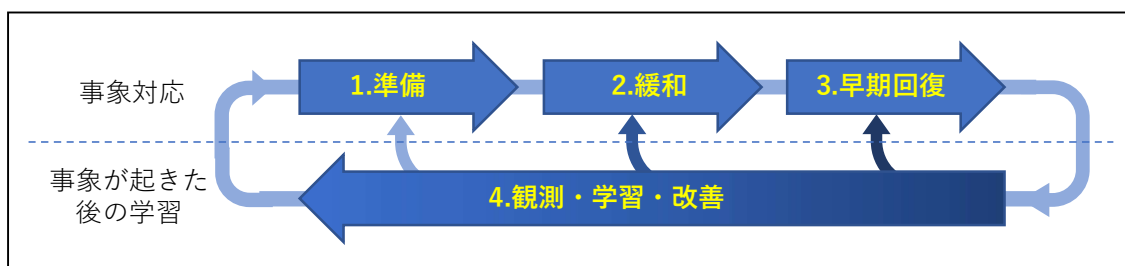 事象対応
1.準備
2.緩和
3.早期回復
事象が起きた
後の学習
4.観測・学習・改善